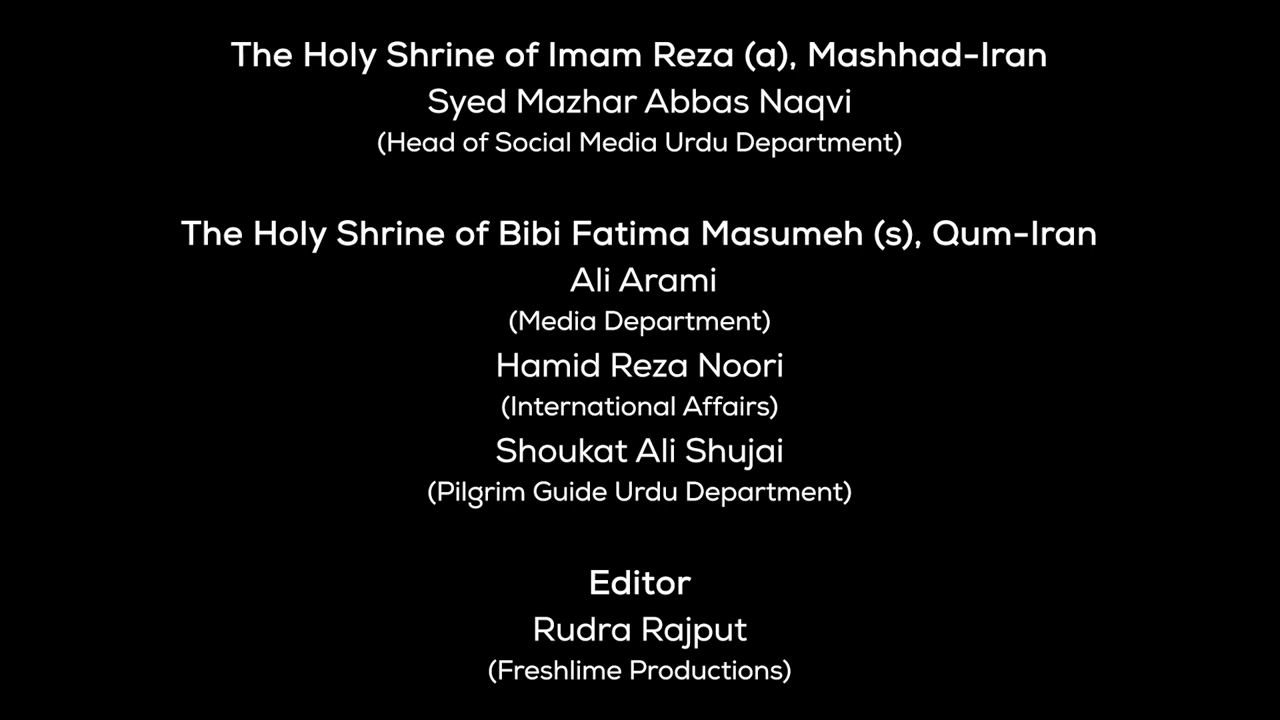 The Holy Shrine of Imam Reza (a), Mashhad-Iran
Syed Mazhar Abbas Naqvi
(Head of Social Media Urdu Department)
The Holy Shrine of Bibi Fatima Masumeh (s), Qum-Iran
Ali Arami
(Media Department)
Hamid Reza Noori
(International Affairs)
Shoukat Ali Shujai
(Pilgrim Guide Urdu Department)
Editor
Rudra Rajput
(Freshlime Productions)